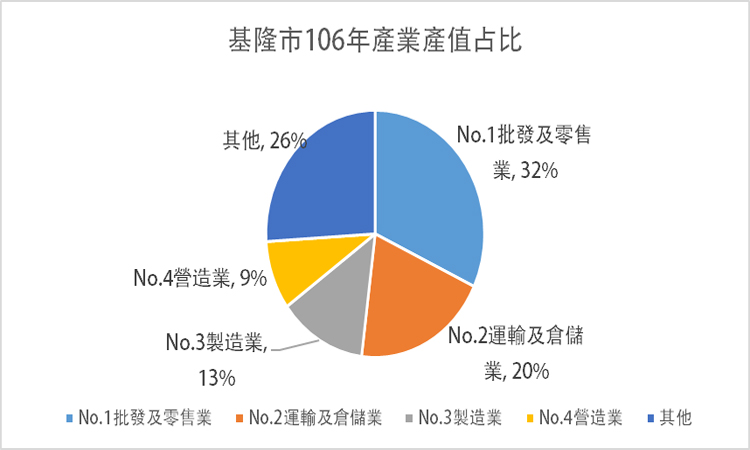 基隆市106年產業產值占比
其他, 26%
No.1批發及零售
業, 32%
No.4營造業, 9%
No.3製造業,
13%
No.2運輸及倉儲
業, 20%
No.1批發及零售業 No.2運輸及倉儲業 No.3製造業 No.4營造業 其他